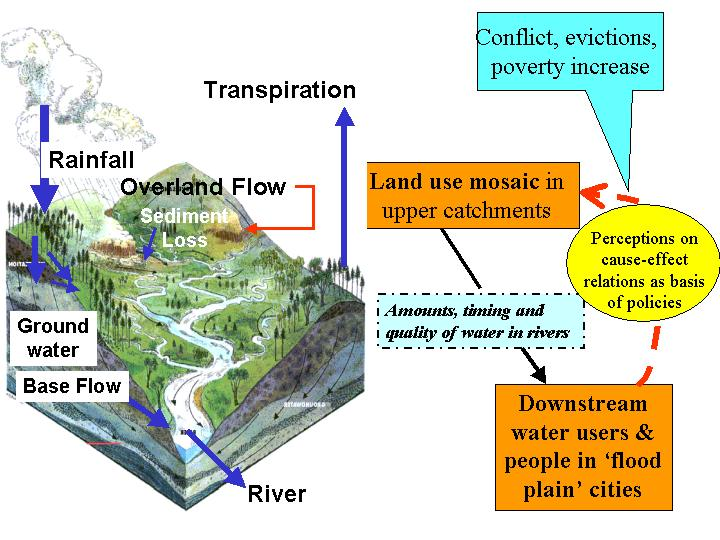 Conflict, evictions,
poverty increase
Transpiration
Rainfall
Overland Flow
Sediment
Loss
Land use mosaic in
upper catchments
Perceptions on
cause-effect
relations as basis
of policies
Amounts, timing and
quality of water in rivers
Ground
water
Base Flow
Downstream
water users &
people in ‘flood
plain’ cities
River